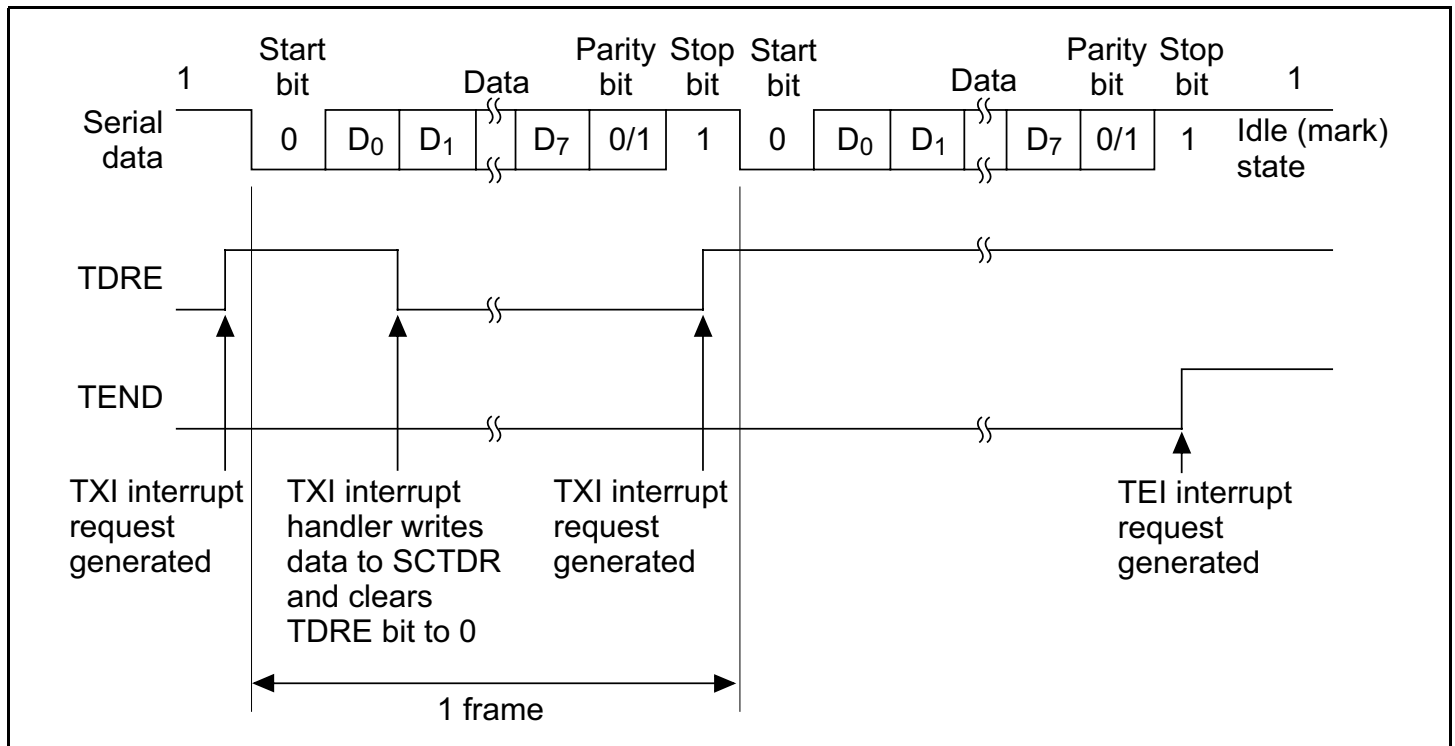 Start bit
Data
Parity bit
Stop bit
Start bit
Data
Parity bit
Stop bit
1
1
Serial data
0
D0
D1
D7
0/1
1
0
D0
D1
D7
0/1
1
Idle (mark) state
TDRE
TEND
TXI interrupt
request
generated
TXI interrupt
handler writes
data to SCTDR
and clears
TDRE bit to 0
TXI interrupt
request
generated
TEI interrupt
request
generated
1 frame